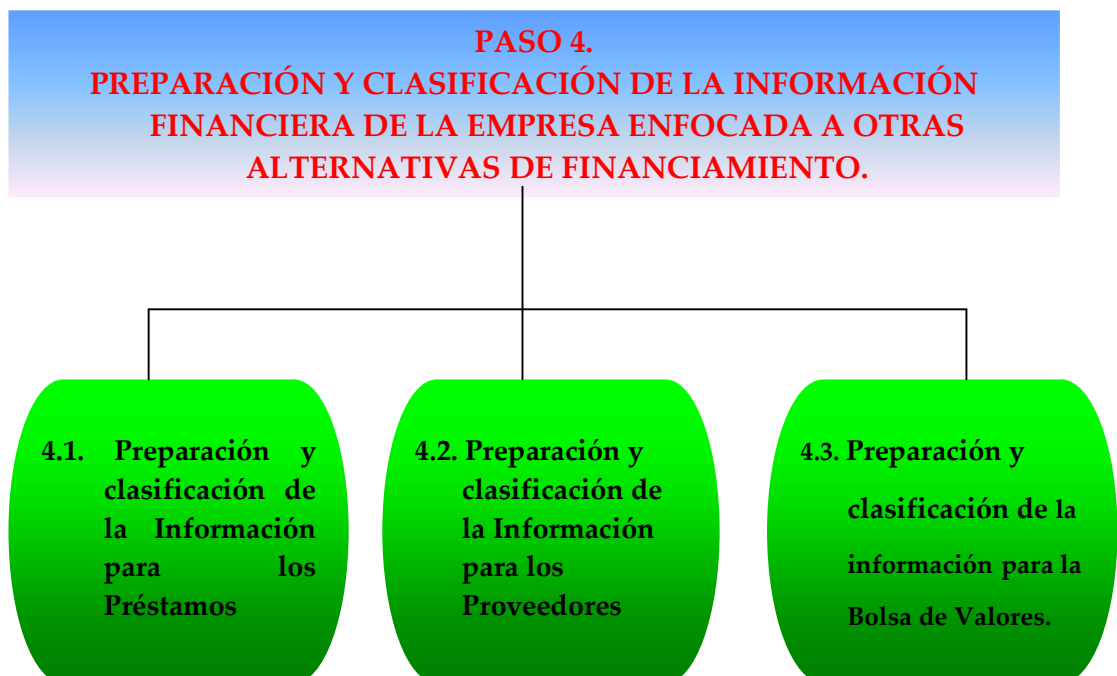 PASO 4.
PREPARACIÓN Y CLASIFICACIÓN DE LA INFORMACIÓN
FINANCIERA DE LA EMPRESA ENFOCADA A OTRAS
ALTERNATIVAS DE FINANCIAMIENTO.
4.1. Preparación y
clasificación de
la Información
para los
Préstamos
4.2. Preparación y
clasificación de
la Información
para los
Proveedores
4.3. Preparación y
clasificación de la
información para la
Bolsa de Valores.